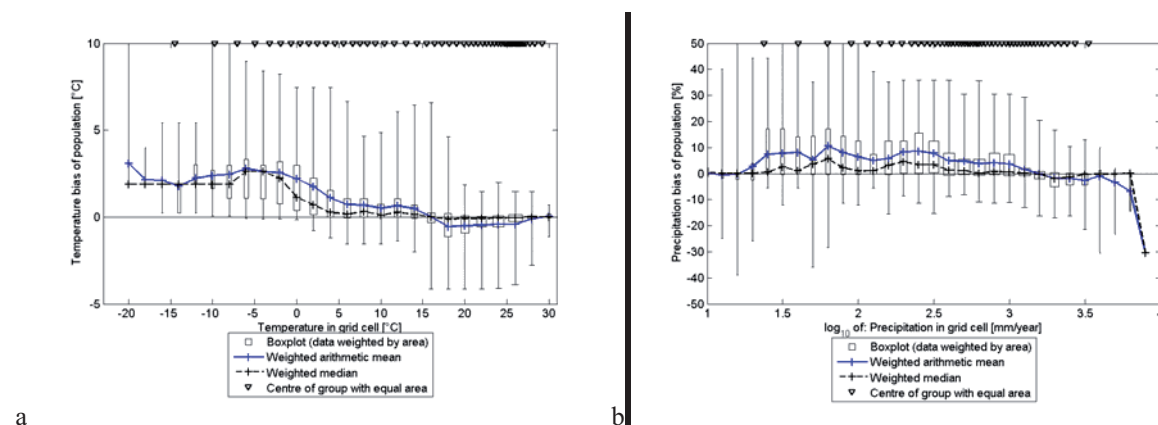 10
5
0
-5
Temperature bias of population [°C]
-20 -15 -10 -5 0 5 10 15 20 25 30
Temperature in grid cell [°C]
Boxplot (data weighted by area)
Weighted arithmetic mean
Weighted median
Centre of group with equal area
a
50
40
30
20
10
0
-10
-20
-30
-40
-50
Precipitation bias of population [%]
1 1.5 2 2.5 3 3.5 4
log10 of: Precipitation in grid cell [mm/year]
Boxplot (data weighted by area)
Weighted arithmetic mean
Weighted median
Centre of group with equal area
b